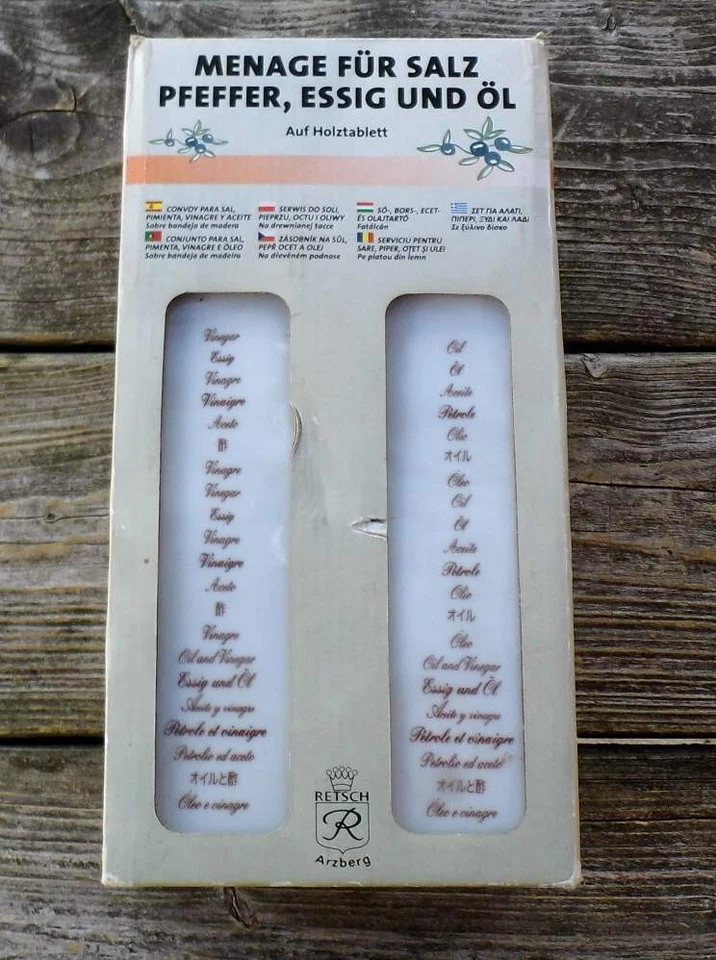 MENAGE FÜR SALZ
PFEFFER, ESSIG UND ÖL
Auf Holztablett
CONVOY PARA SAL,
PIMIENTA, VINAGRE Y ACEITE
Sobre bandeja de madera
SERWIS DO SOLI,
PIEPRZU, OCTU I OLIWY
Na drewnianej tacce
SÓ-, BORS-, ECET-
ÉS OLAJTARTÓ
Fatálcán
ΣΕΤ ΓΙΑ ΑΛΑΤΙ,
ΠΙΠΕΡΙ, ΞΥΔΙ ΚΑΙ ΛΑΔΙ
Σε ξύλινο δίσκο
CONJUNTO PARA SAL,
PIMENTA, VINAGRE E ÓLEO
Sobre bandeja de madeira
ZÁSOBNÍK NA SŮL,
PEPŘ OCET A OLEJ
Na dřevěném podnose
SERVICIU PENTRU
SARE, PIPER, OȚET ȘI ULEI
Pe platou din lemn
Vinegar
Essig
Vinagre
Vinaigre
Aceto
酢
Vinagre
Vinegar
Essig
Vinagre
Vinaigre
Aceto
酢
Vinagre
Oil and Vinegar
Essig und Öl
Aceite y vinagre
Pétrole et vinaigre
Petrolio ed aceto
オイルと酢
Óleo e vinagre
Oil
Öl
Aceite
Pétrole
Olio
オイル
Óleo
Oil
Öl
Aceite
Pétrole
Olio
オイル
Óleo
Oil and Vinegar
Essig und Öl
Aceite y vinagre
Pétrole et vinaigre
Petrolio ed aceto
オイルと酢
Óleo e vinagre
RETSCH
R
Arzberg